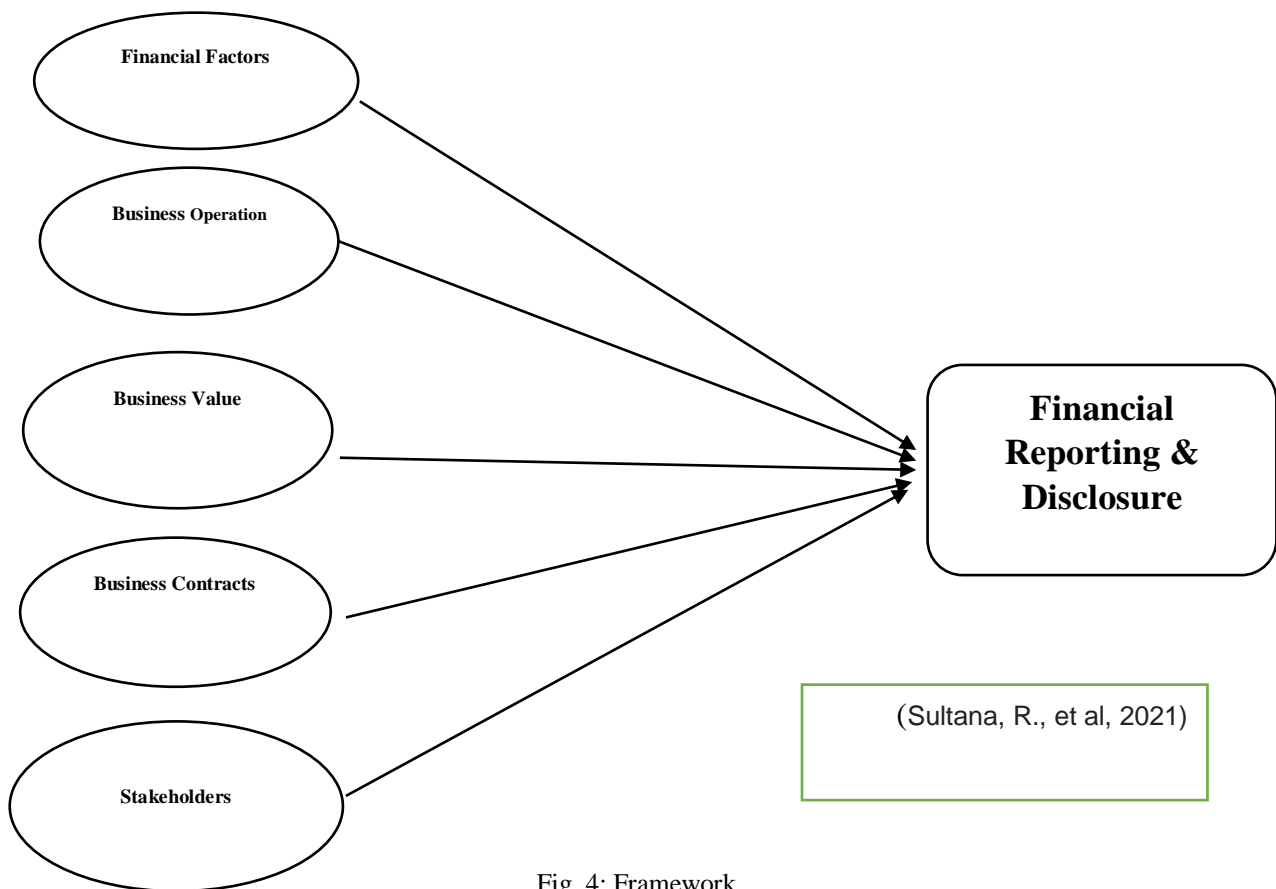 Financial Factors
Business Operation
Business Value
Business Contracts
Stakeholders
Financial
Reporting &
Disclosure
(Sultana, R., et al, 2021)
Fig. 4: Framework